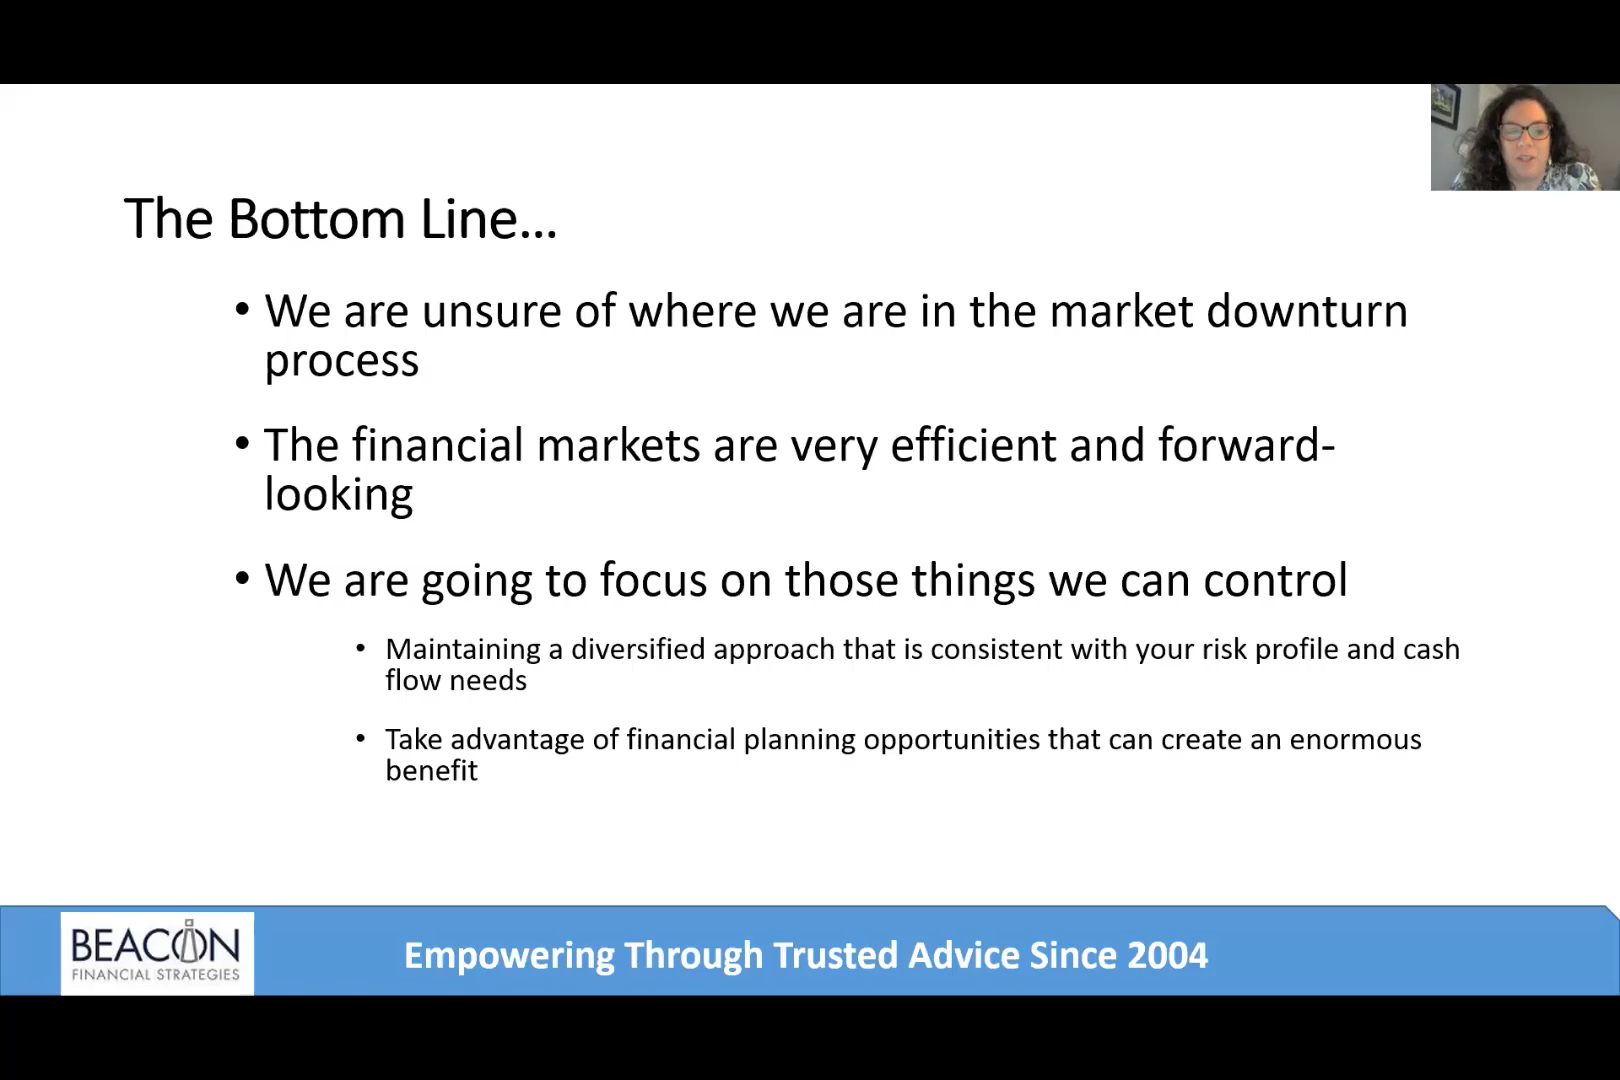 The Bottom Line...
• We are unsure of where we are in the market downturn
process
• The financial markets are very efficient and forward-
looking
• We are going to focus on those things we can control
• Maintaining a diversified approach that is consistent with your risk profile and cash
flow needs
• Take advantage of financial planning opportunities that can create an enormous
benefit
BEACON
FINANCIAL STRATEGIES
Empowering Through Trusted Advice Since 2004